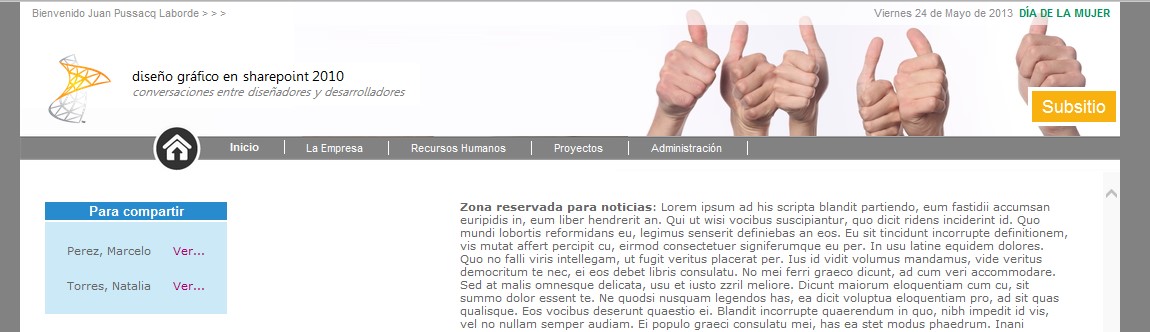 Bienvenido Juan Pussacq Laborde > > >
Viernes 24 de Mayo de 2013 DÍA DE LA MUJER
diseño gráfico en sharepoint 2010
conversaciones entre diseñadores y desarrolladores
Subsitio
Inicio La Empresa Recursos Humanos Proyectos Administración
Para compartir
Perez, Marcelo Ver...
Torres, Natalia Ver...
Zona reservada para noticias: Lorem ipsum ad his scripta blandit partiendo, eum fastidii accumsan
euripidis in, eum liber hendrerit an. Qui ut wisi vocibus suscipiantur, quo dicit ridens inciderint id. Quo
mundi lobortis reformidans eu, legimus senserit definiebas an eos. Eu sit tincidunt incorrupte definitionem,
vis mutat affert percipit cu, eirmod consectetuer signiferumque eu per. In usu latine equidem dolores.
Quo no falli viris intellegam, ut fugit veritus placerat per. Ius id vidit volumus mandamus, vide veritus
democritum te nec, ei eos debet libris consulatu. No mei ferri graeco dicunt, ad cum veri accommodare.
Sed at malis omnesque delicata, usu et iusto zzril meliore. Dicunt maiorum eloquentiam cum cu, sit
summo dolor essent te. Ne quodsi nusquam legendos has, ea dicit voluptua eloquentiam pro, ad sit quas
qualisque. Eos vocibus deserunt quaestio ei. Blandit incorrupte quaerendum in quo, nibh impedit id vis,
vel no nullam semper audiam. Ei populo graeci consulatu mei, has ea stet modus phaedrum. Inani